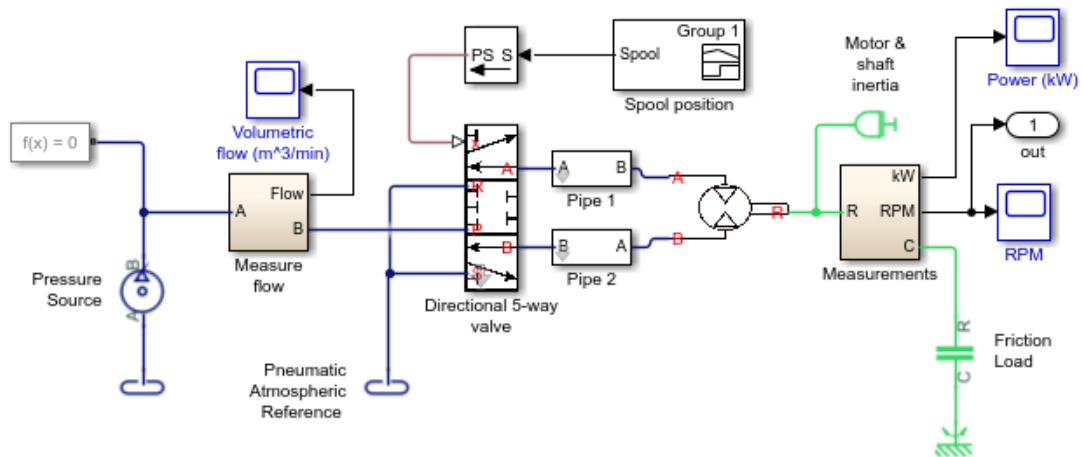 f(x) = 0
Volumetric
flow (m^3/min)
PS S
Group 1
Spool
Spool position
Motor &
shaft
inertia
Power (kW)
1
out
A
Flow
B
Measure
flow
A
R
P
B
S
Directional 5-way
valve
A
B
Pipe 1
B
A
Pipe 2
A
B
R
R
kW
RPM
C
Measurements
RPM
B
A
Pressure
Source
Pneumatic
Atmospheric
Reference
R
C
Friction
Load